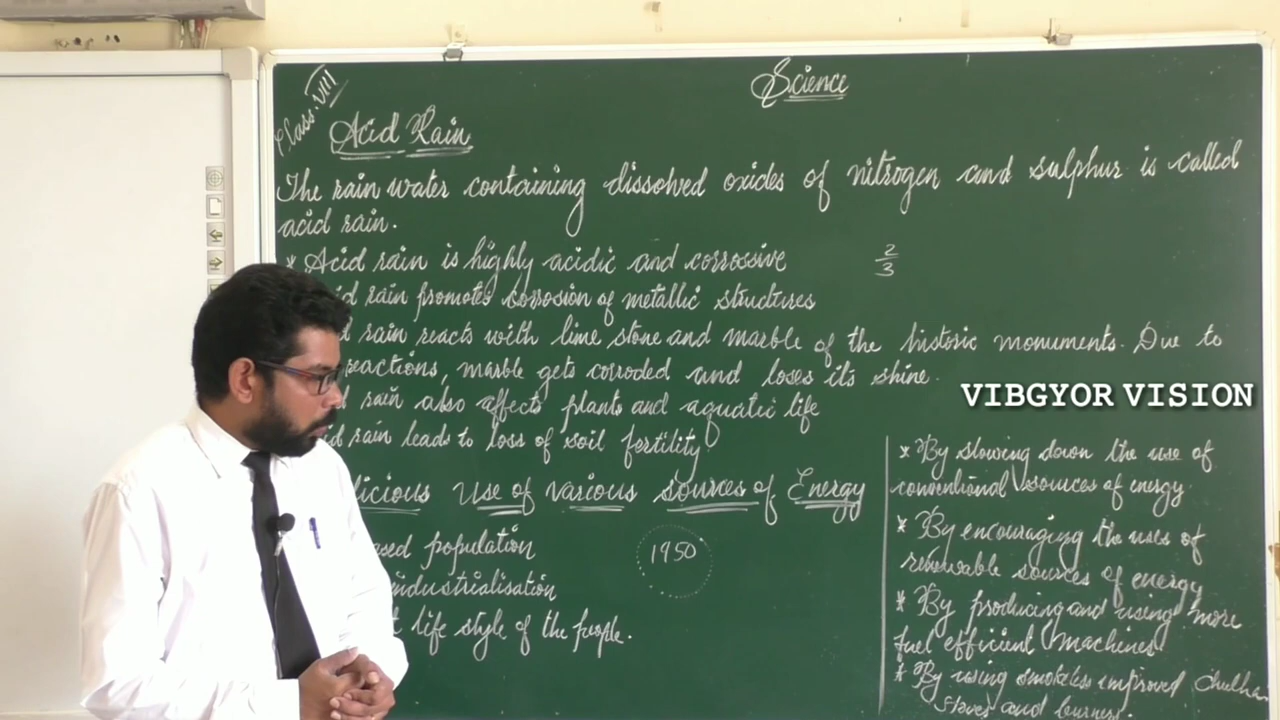 Science
Class. VIII
Acid Rain
The rain water containing dissolved oxides of nitrogen and sulphur is called
acid rain.
* Acid rain is highly acidic and corrossive
2
3
rain promotes corrosion of metallic structures
rain reacts with lime stone and marble of the historic monuments. Due to
reactions, marble gets corroded and loses its shine.
rain also affects plants and aquatic life
rain leads to loss of soil fertility
VIBGYOR VISION
licious Use of Various Sources of Energy
population
industrialisation
life style of the people.
1950
* By slowing down the use of
conventional sources of energy.
* By encouraging the uses of
renewable sources of energy
* By producing and using more
fuel efficient machines
* By using smokeless improved chulhas
stoves and burners.